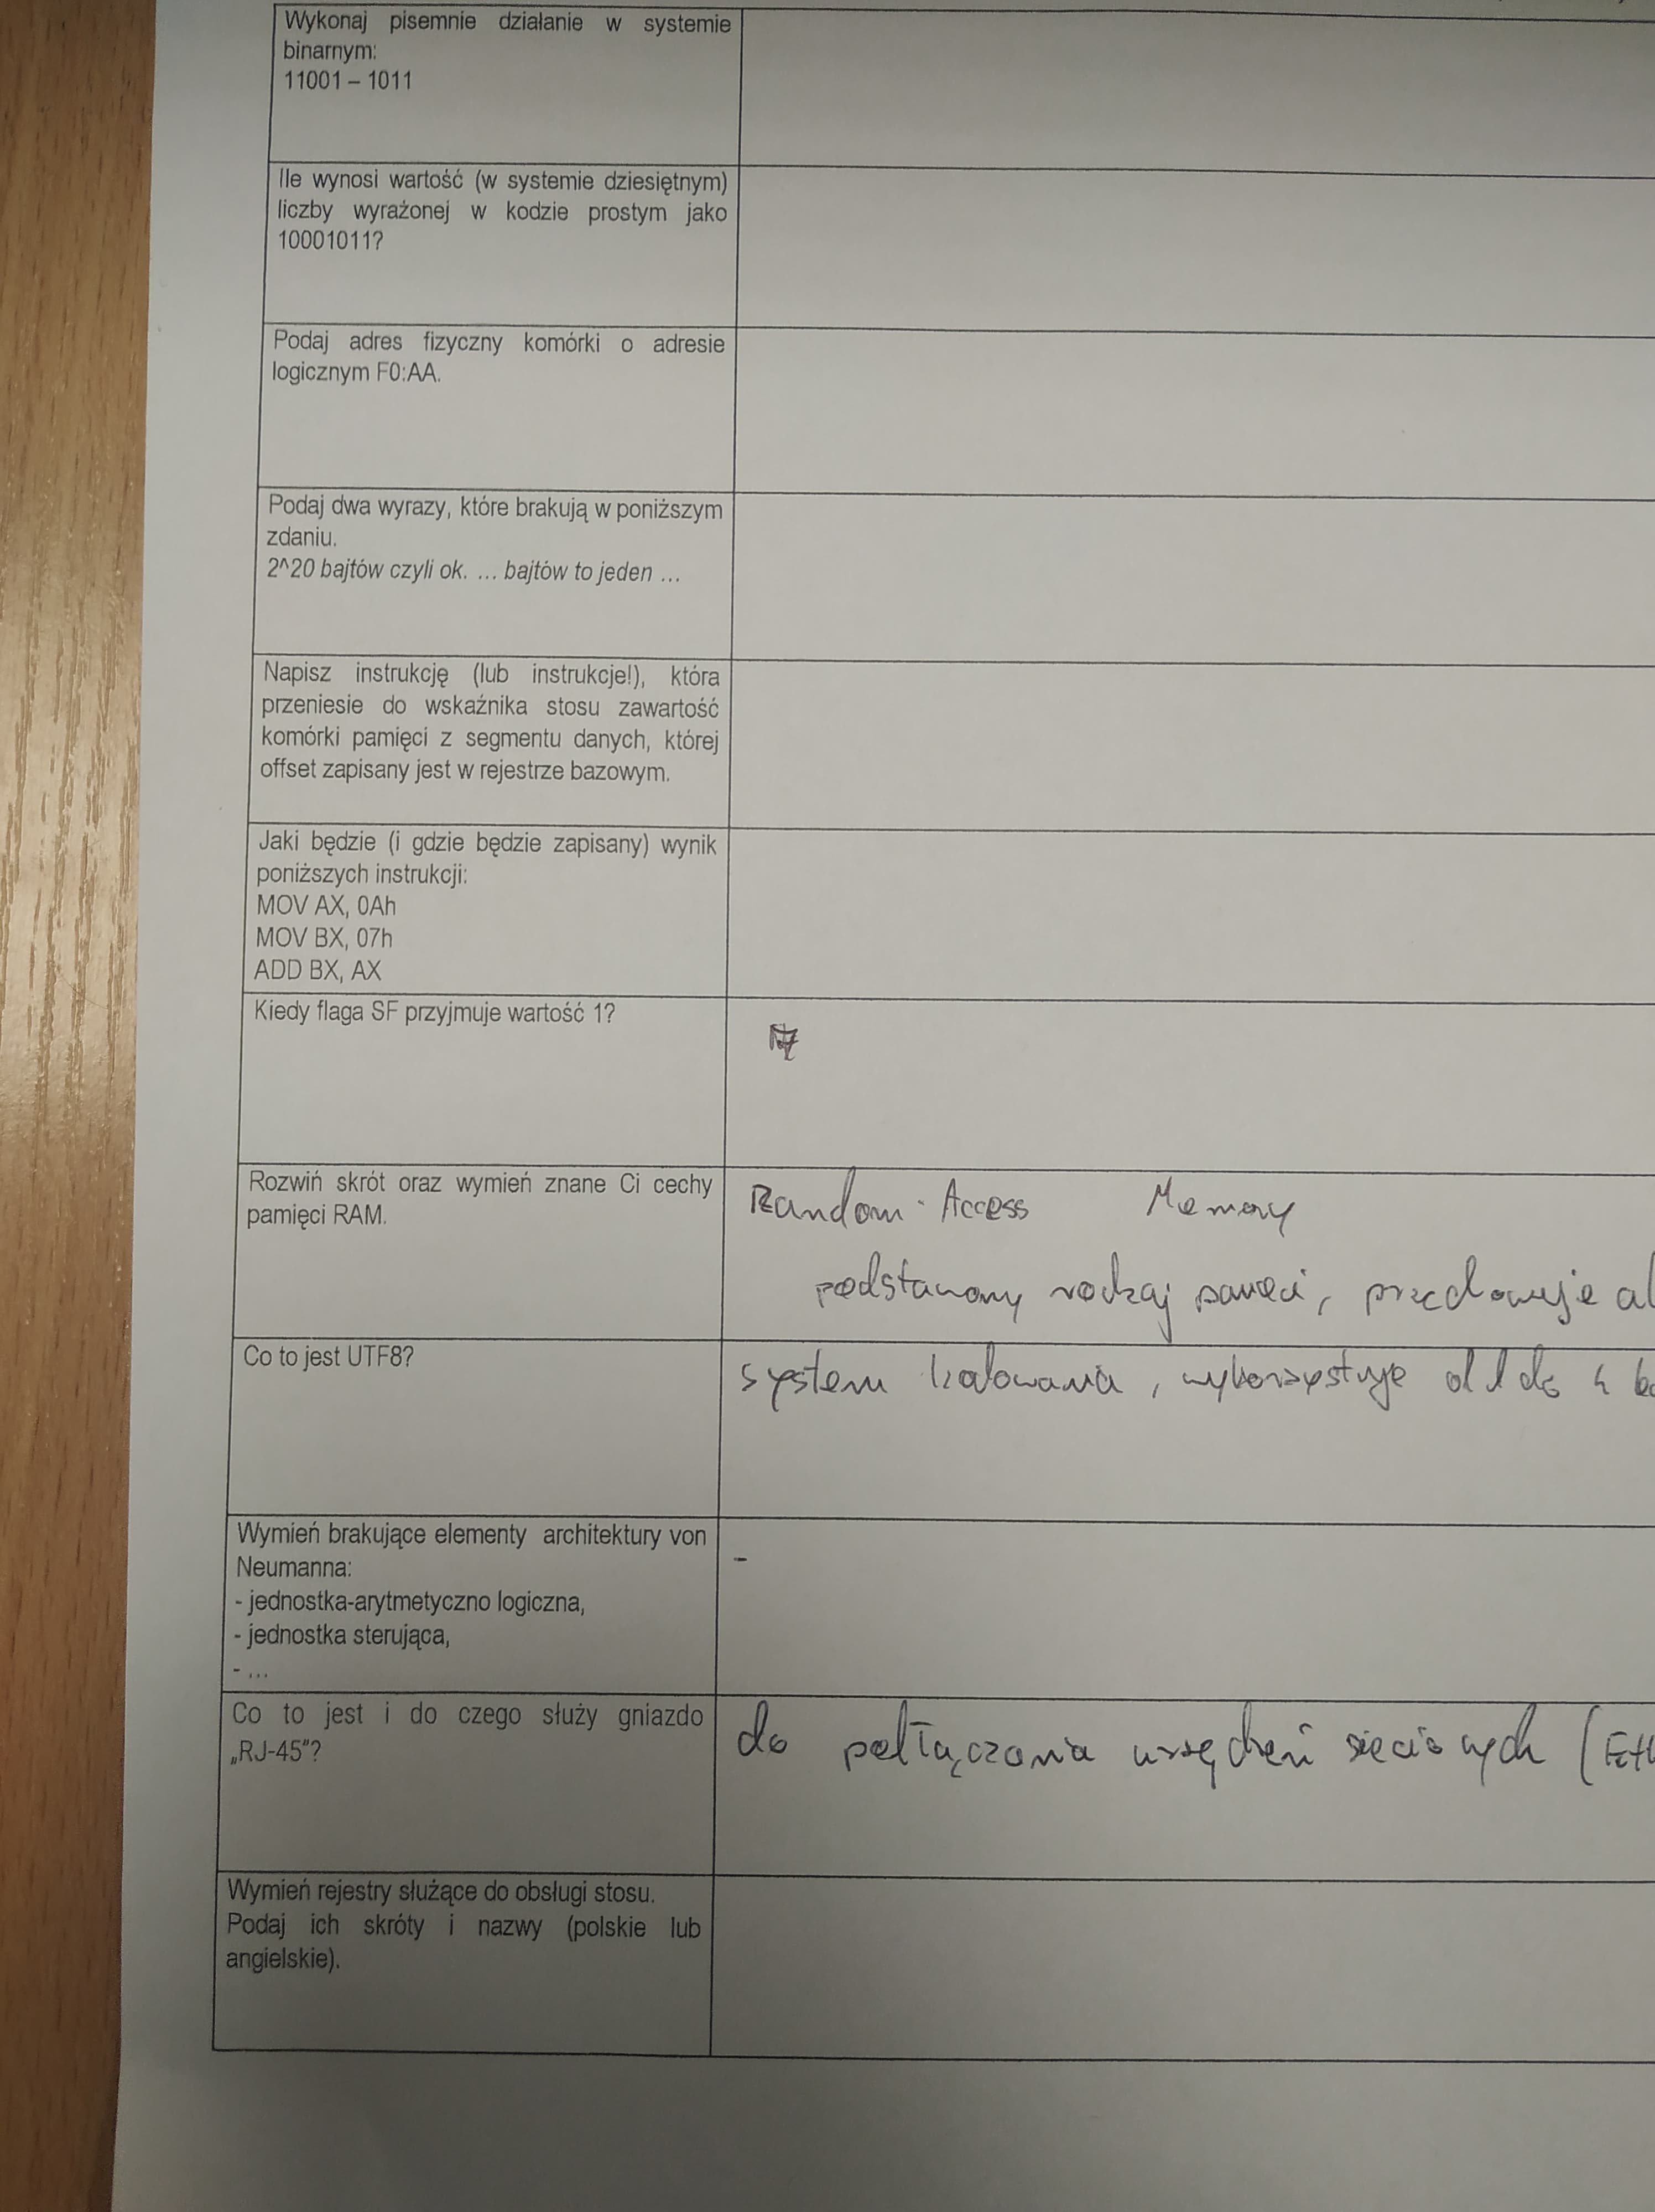 Wykonaj pisemnie działanie w systemie
binarnym:
11001 – 1011
Ile wynosi wartość (w systemie dziesiętnym)
liczby wyrażonej w kodzie prostym jako
10001011?
Podaj adres fizyczny komórki o adresie
logicznym F0:AA.
Podaj dwa wyrazy, które brakują w poniższym
zdaniu.
2^20 bajtów czyli ok. ... bajtów to jeden ...
Napisz instrukcję (lub instrukcje!), która
przeniesie do wskaźnika stosu zawartość
komórki pamięci z segmentu danych, której
offset zapisany jest w rejestrze bazowym.
Jaki będzie (i gdzie będzie zapisany) wynik
poniższych instrukcji:
MOV AX, 0Ah
MOV BX, 07h
ADD BX, AX
Kiedy flaga SF przyjmuje wartość 1?
Rozwiń skrót oraz wymień znane Ci cechy
pamięci RAM.
Random Access Memory
podstawowy rodzaj pamięci, przechowuje
Co to jest UTF8?
system kodowania, wykorzystuje od 1 do 4
Wymień brakujące elementy architektury von
Neumanna:
- jednostka-arytmetyczno logiczna,
- jednostka sterująca,
- ...
-
Co to jest i do czego służy gniazdo
„RJ-45"?
do połączania urządzeń sieciowych
Wymień rejestry służące do obsługi stosu.
Podaj ich skróty i nazwy (polskie lub
angielskie).